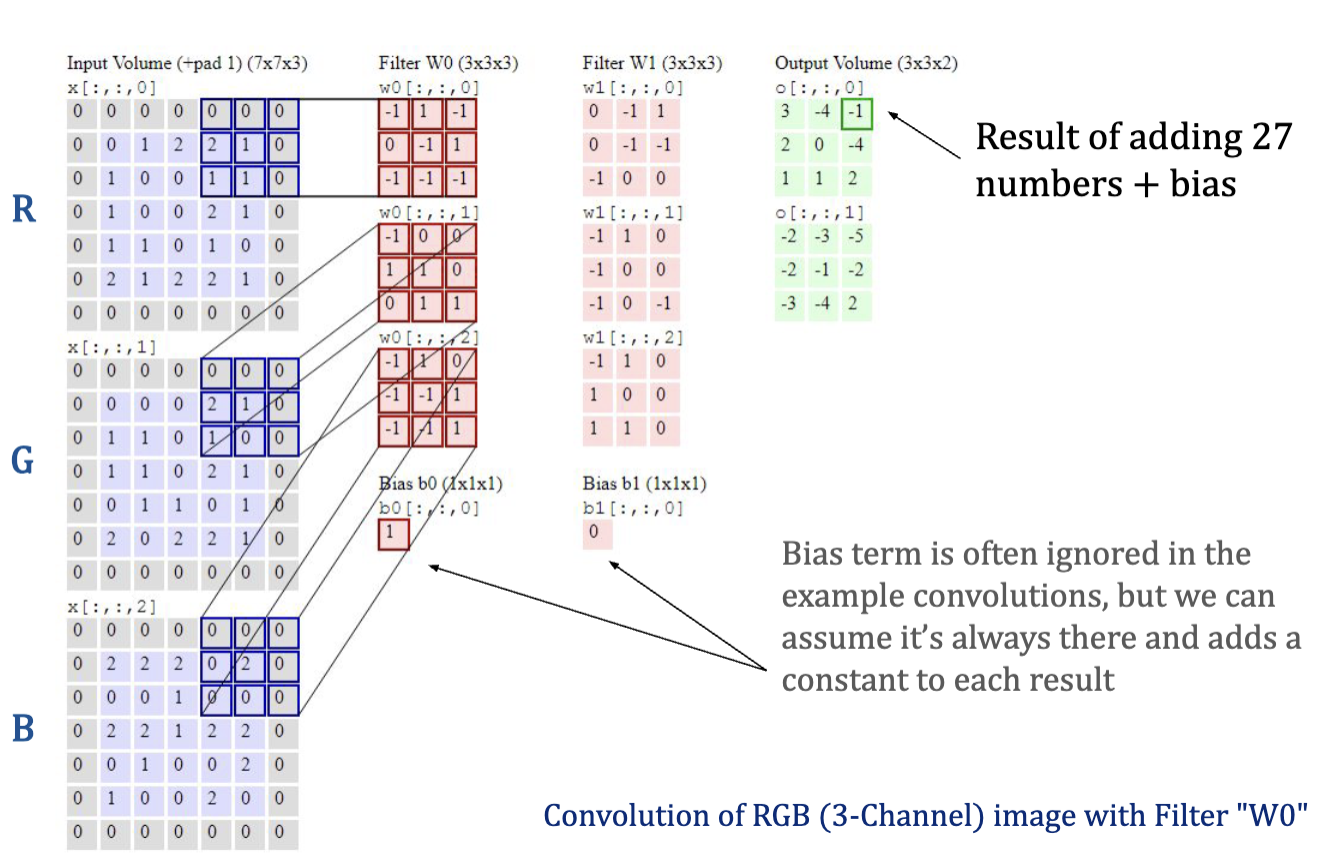 Input Volume (+pad 1) (7x7x3)
x[:,:,0]
0 0 0 0 0 0 0
0 0 1 2 2 1 0
0 1 0 0 1 1 0
0 1 0 0 2 1 0
0 1 1 0 1 0 0
0 2 1 2 2 1 0
0 0 0 0 0 0 0
R
x[:,:,1]
0 0 0 0 0 0 0
0 0 0 0 2 1 0
0 1 1 0 1 0 0
0 1 1 0 2 1 0
0 0 1 1 0 1 0
0 2 0 2 2 1 0
0 0 0 0 0 0 0
G
x[:,:,2]
0 0 0 0 0 0 0
0 2 2 2 0 2 0
0 0 0 1 0 0 0
0 2 2 1 2 2 0
0 0 1 0 0 2 0
0 1 0 0 2 0 0
0 0 0 0 0 0 0
B
Filter W0 (3x3x3)
w0[:,:,0]
-1 1 -1
0 -1 1
-1 -1 -1
w0[:,:,1]
-1 0 0
1 1 0
0 1 1
w0[:,:,2]
-1 1 0
-1 -1 1
-1 -1 1
Bias b0 (1x1x1)
b0[:,:,0]
1
Filter W1 (3x3x3)
w1[:,:,0]
0 -1 1
0 -1 -1
-1 0 0
w1[:,:,1]
-1 1 0
-1 0 0
-1 0 -1
w1[:,:,2]
-1 1 0
1 0 0
1 1 0
Bias b1 (1x1x1)
b1[:,:,0]
0
Output Volume (3x3x2)
o[:,:,0]
3 -4 -1
2 0 -4
1 1 2
o[:,:,1]
-2 -3 -5
-2 -1 -2
-3 -4 2
Result of adding 27
numbers + bias
Bias term is often ignored in the
example convolutions, but we can
assume it’s always there and adds a
constant to each result
Convolution of RGB (3-Channel) image with Filter "W0"